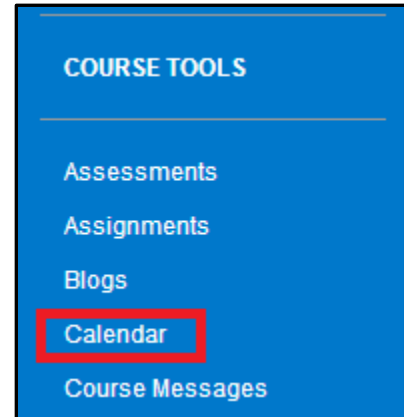 COURSE TOOLS
Assessments
Assignments
Blogs
Calendar
Course Messages